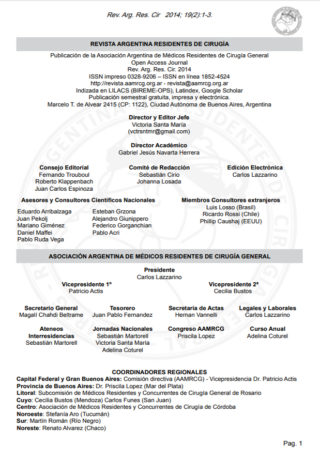 Rev. Arg. Res. Cir 2014; 19(2):1-3.
REVISTA ARGENTINA RESIDENTES DE CIRUGÍA
Publicación de la Asociación Argentina de Médicos Residentes de Cirugía General
Open Access Journal
Rev. Arg. Res. Cir. 2014
ISSN impreso 0328-9206 – ISSN en línea 1852-4524
http://revista.aamrcg.org.ar - revista@aamrcg.org.ar
Indizada en LILACS (BIREME-OPS), Latindex, Google Scholar
Publicación semestral gratuita, impresa y electrónica.
Marcelo T. de Alvear 2415 (CP: 1122), Ciudad Autónoma de Buenos Aires, Argentina
Director y Editor Jefe
Victoria Santa María
(vctrsntmr@gmail.com)
Director Académico
Gabriel Jesús Navarta Herrera
Consejo Editorial
Fernando Trouboul
Roberto Klappenbach
Juan Carlos Espinoza
Comité de Redacción
Sebastián Cirio
Johanna Losada
Edición Electrónica
Carlos Lazzarino
Asesores y Consultores Científicos Nacionales
Eduardo Arribalzaga
Juan Pekolj
Mariano Giménez
Daniel Maffei
Pablo Ruda Vega
Esteban Grzona
Alejandro Giunippero
Federico Gorganchian
Pablo Acri
Miembros Consultores extranjeros
Luis Losso (Brasil)
Ricardo Rossi (Chile)
Phillip Caushaj (EEUU)
ASOCIACIÓN ARGENTINA DE MÉDICOS RESIDENTES DE CIRUGÍA GENERAL
Presidente
Carlos Lazzarino
Vicepresidente 1º
Patricio Actis
Vicepresidente 2º
Cecilia Bustos
Secretario General
Magalí Chahdi Beltrame
Tesorero
Juan Pablo Fernandez
Secretaria de Actas
Hernan Vannelli
Legales y Laborales
Carlos Lazzarino
Ateneos
Interresidencias
Sebastián Martorell
Jornadas Nacionales
Sebastián Martorell
Victoria Santa María
Adelina Coturel
Congreso AAMRCG
Priscila Lopez
Curso Anual
Adelina Coturel
COORDINADORES REGIONALES
Capital Federal y Gran Buenos Aires: Comisión directiva (AAMRCG) - Vicepresidencia Dr. Patricio Actis
Provincia de Buenos Aires: Dr. Priscila Lopez (Mar del Plata)
Litoral: Subcomisión de Médicos Residentes y Concurrentes de Cirugía General de Rosario
Cuyo: Cecilia Bustos (Mendoza) Carlos Funes (San Juan)
Centro: Asociación de Médicos Residentes y Concurrentes de Cirugía de Córdoba
Noroeste: Stefanía Aro (Tucumán)
Sur: Martín Román (Río Negro)
Noreste: Renato Alvarez (Chaco)
Pag. 1